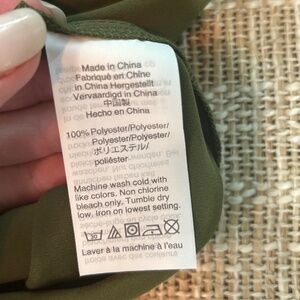 Made in China
Fabriqué en Chine
in China Hergestellt
Vervaardigd in China
中国製
Hecho en China
100% Polyester/Polyester/
Polyester/Polyester/
ポリエステル/
poliéster
Machine wash cold with
like colors. Non chlorine
bleach only. Tumble dry
low. Iron on lowest setting.
Laver à la machine à l'eau